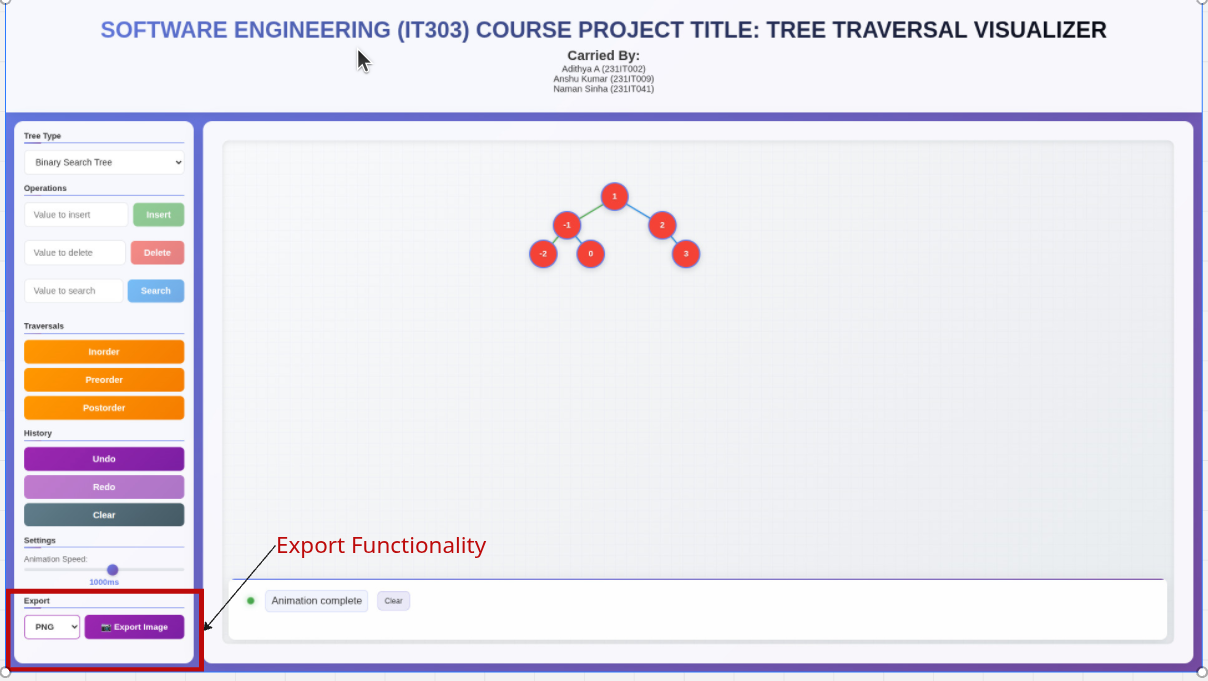 SOFTWARE ENGINEERING (IT303) COURSE PROJECT TITLE: TREE TRAVERSAL VISUALIZER
Carried By:
Adithya A (231IT002)
Anshu Kumar (231IT009)
Naman Sinha (231IT041)
Tree Type
Binary Search Tree
Operations
Value to insert Insert
Value to delete Delete
Value to search Search
Traversals
Inorder
Preorder
Postorder
History
Undo
Redo
Clear
Settings
Animation Speed:
1000ms
Export
PNG Export Image
1
-1 2
-2 0 3
Export Functionality
Animation complete Clear